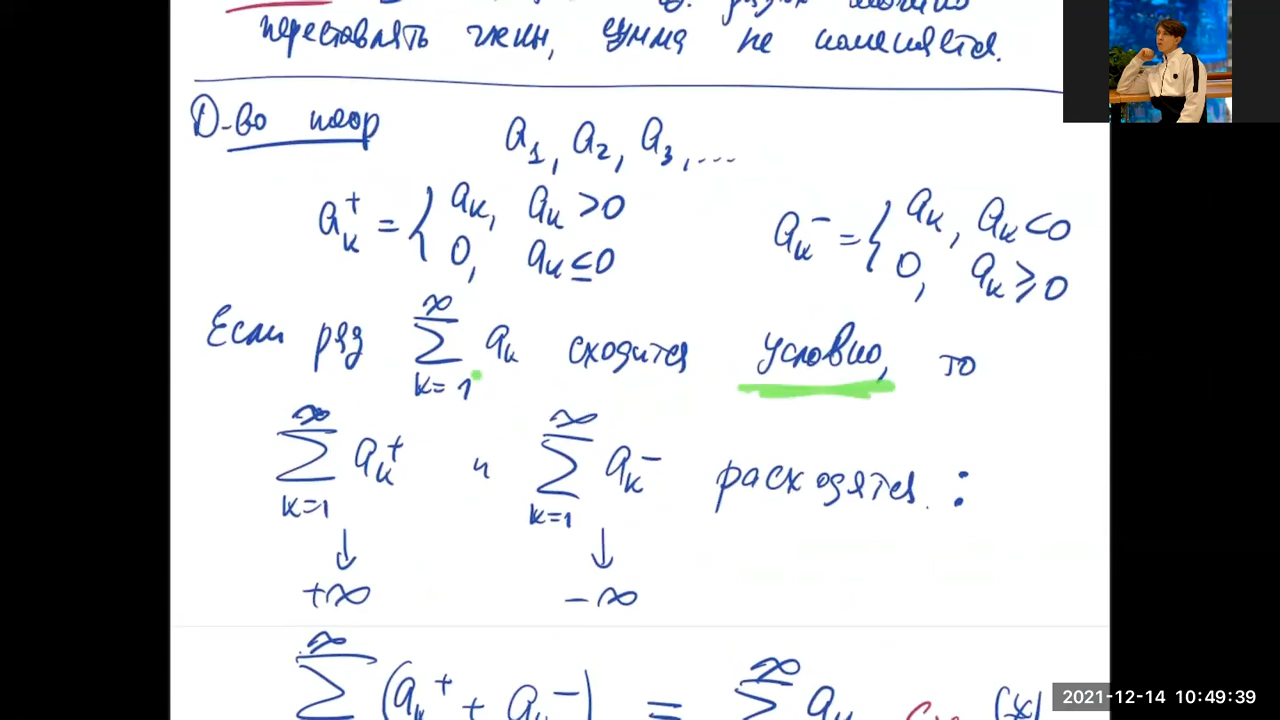 переставлять члены, сумма не поменяется.
Д-во теор a₁, a₂, a₃, ...
aₖ⁺ = { aₖ, aₖ > 0
0, aₖ ≤ 0
aₖ⁻ = { aₖ, aₖ < 0
0, aₖ ≥ 0
Если ряд ∑_{k=1}^{∞} aₖ сходится условно, то
∑_{k=1}^{∞} aₖ⁺ и ∑_{k=1}^{∞} aₖ⁻ расходятся :
↓ ↓
+∞ −∞
∑^{∞} (aₖ⁺ + aₖ⁻) = ∑^{∞} aₖ
2021-12-14 10:49:39